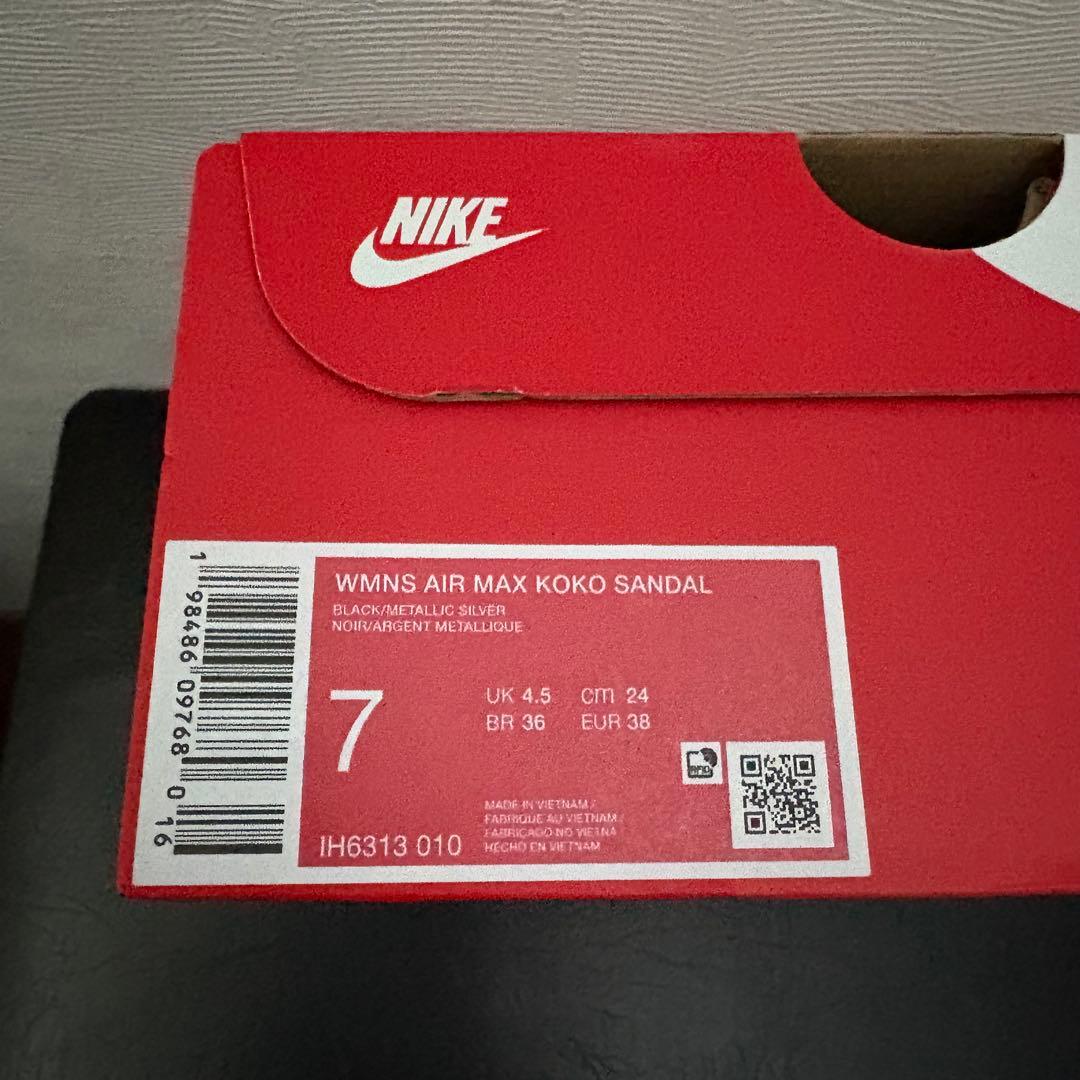 NIKE
WMNS AIR MAX KOKO SANDAL
BLACK/METALLIC SILVER
NOIR/ARGENT METALLIQUE
7
UK 4.5 cm 24
BR 36 EUR 38
MADE IN VIETNAM /
FABRIQUE AU VIETNAM /
FABRICADO NO VIETNA
HECHO EN VIETNAM
IH6313 010
1 98486 09768 0 16